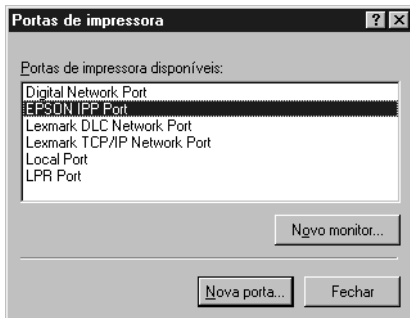 Portas de impressora
Portas de impressora disponíveis:
Digital Network Port
EPSON IPP Port
Lexmark DLC Network Port
Lexmark TCP/IP Network Port
Local Port
LPR Port
Novo monitor...
Nova porta...
Fechar